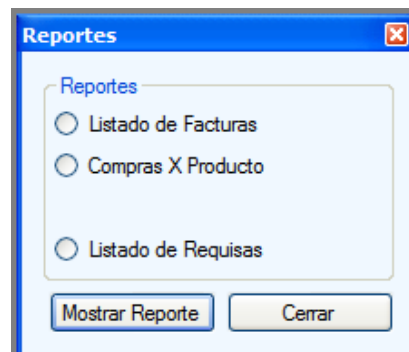 Reportes
Reportes
Listado de Facturas
Compras X Producto
Listado de Requisas
Mostrar Reporte Cerrar